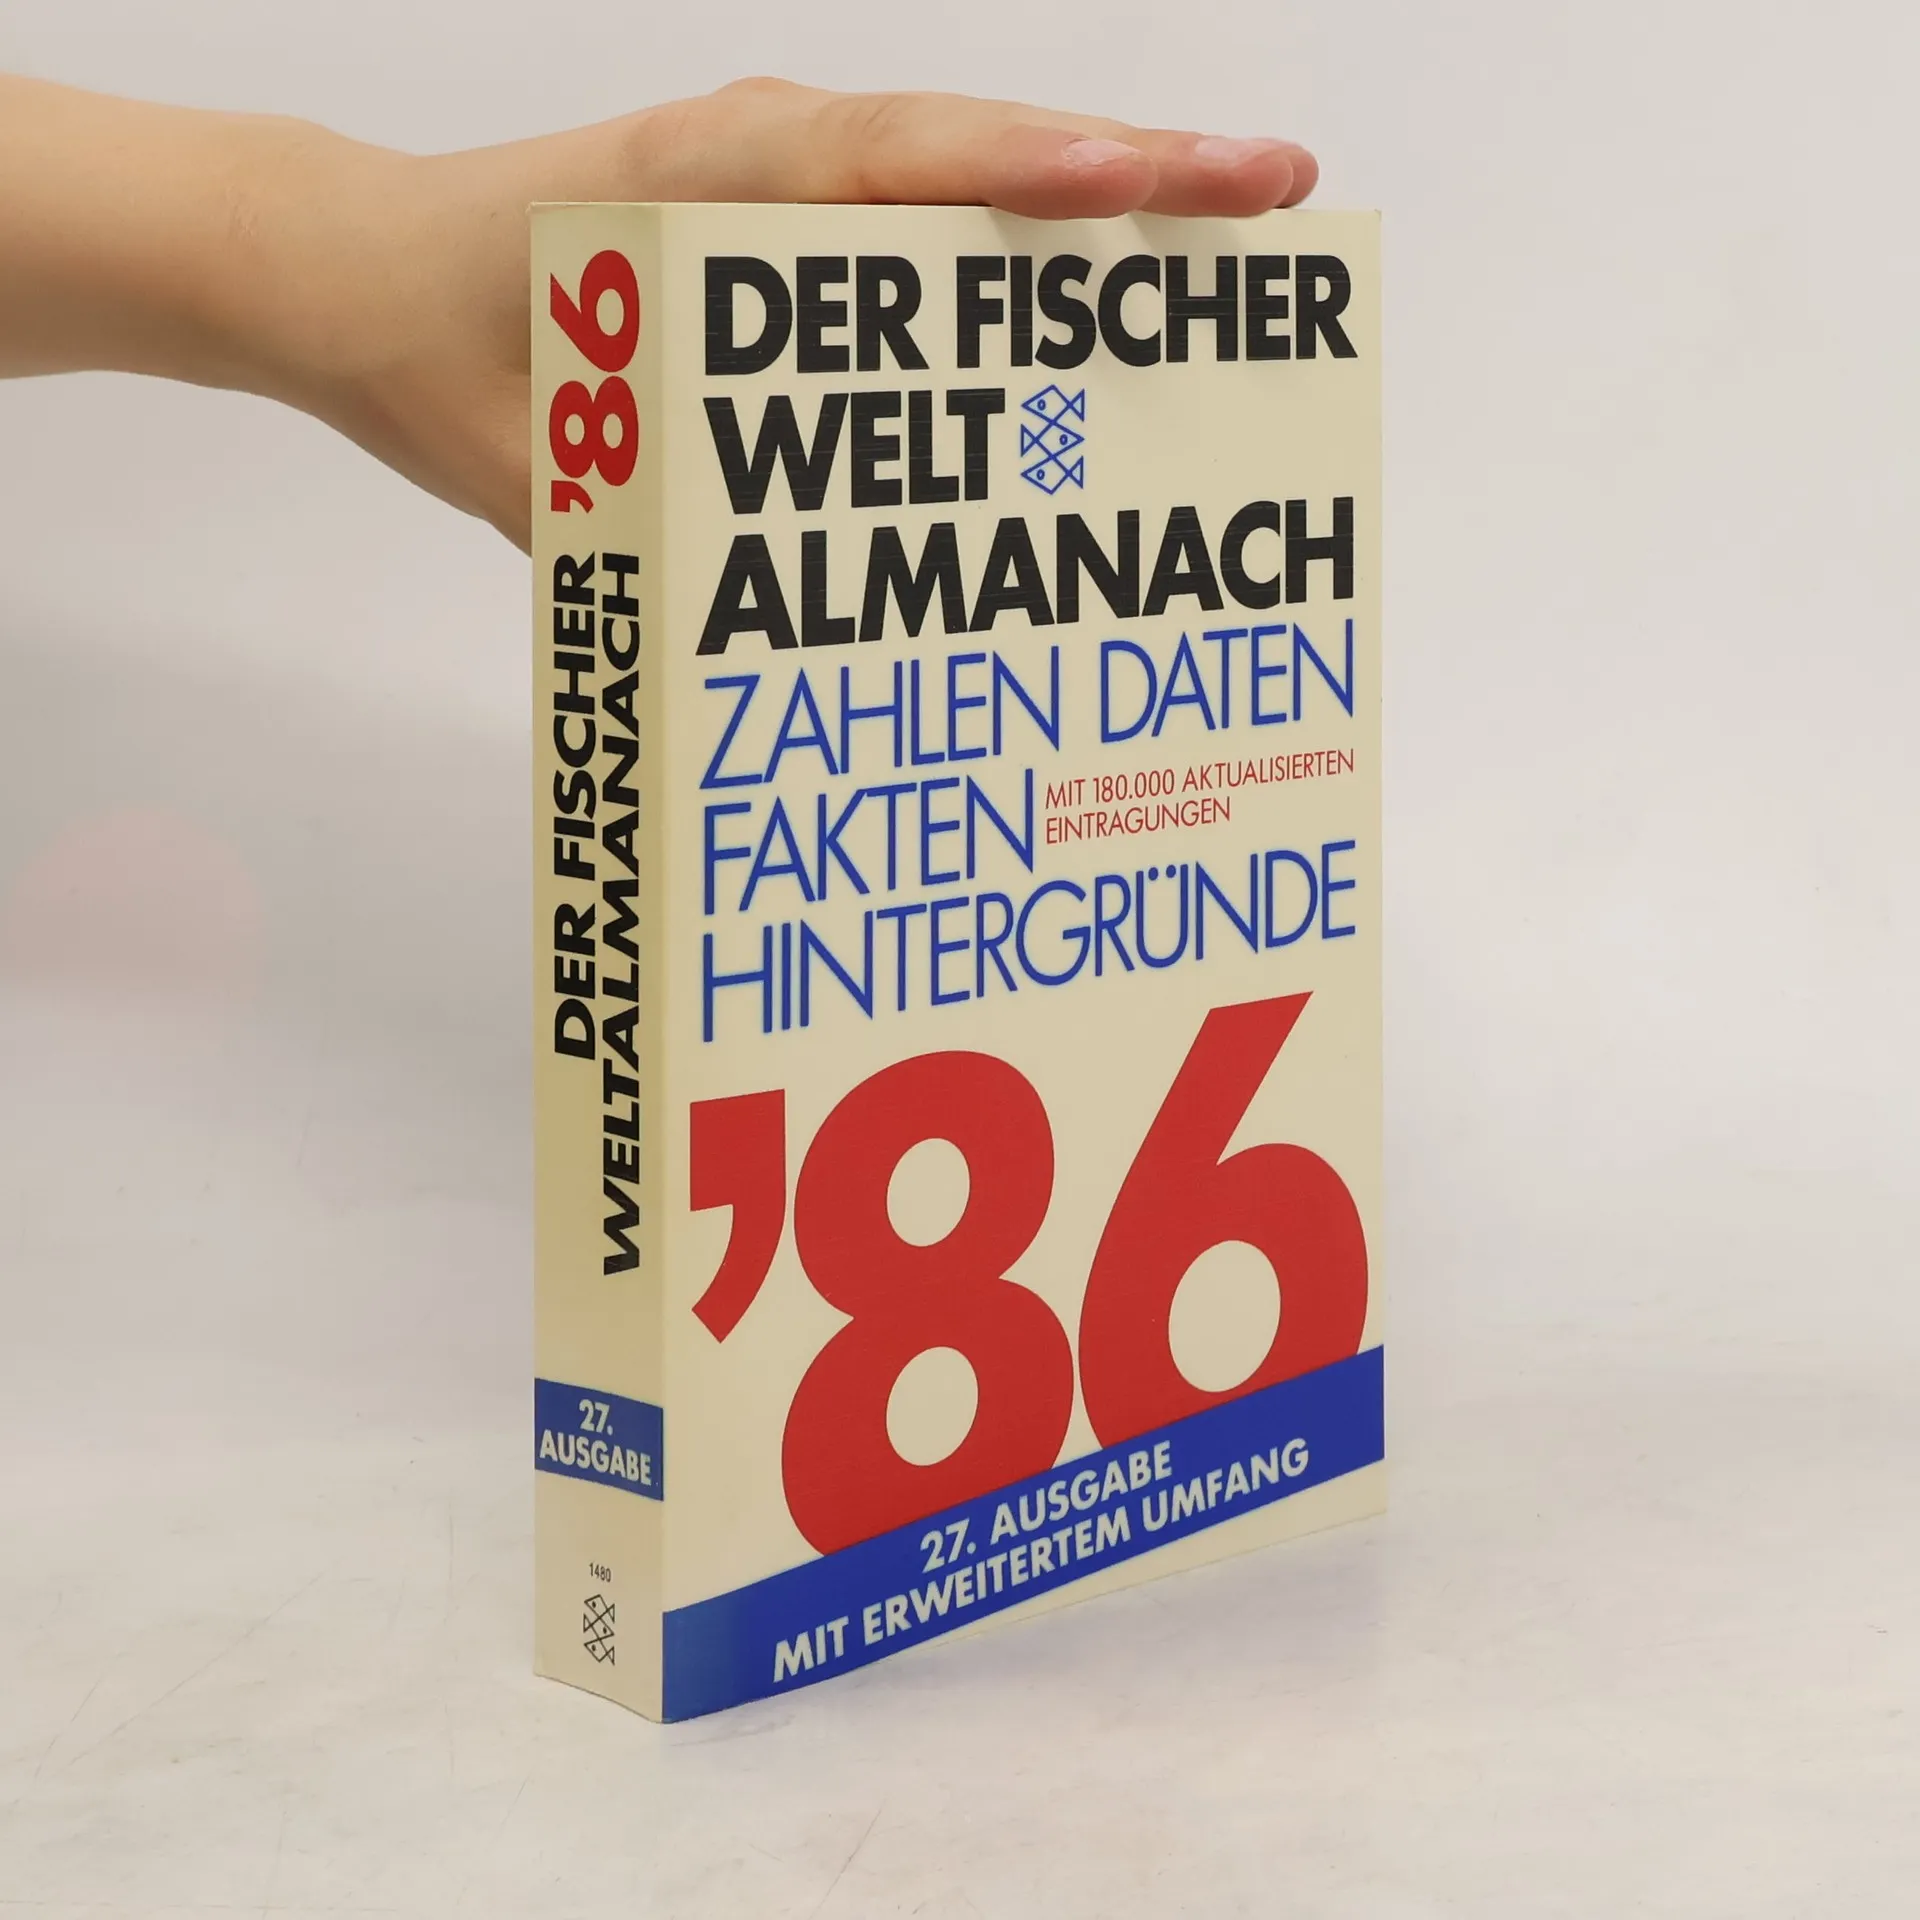 '86
DER FISCHER
WELTALMANACH
27.
AUSGABE
1480
DER FISCHER
WELT
ALMANACH
ZAHLEN DATEN
FAKTEN
MIT 180.000 AKTUALISIERTEN
EINTRAGUNGEN
HINTERGRÜNDE
'86
27. AUSGABE
MIT ERWEITERTEM UMFANG